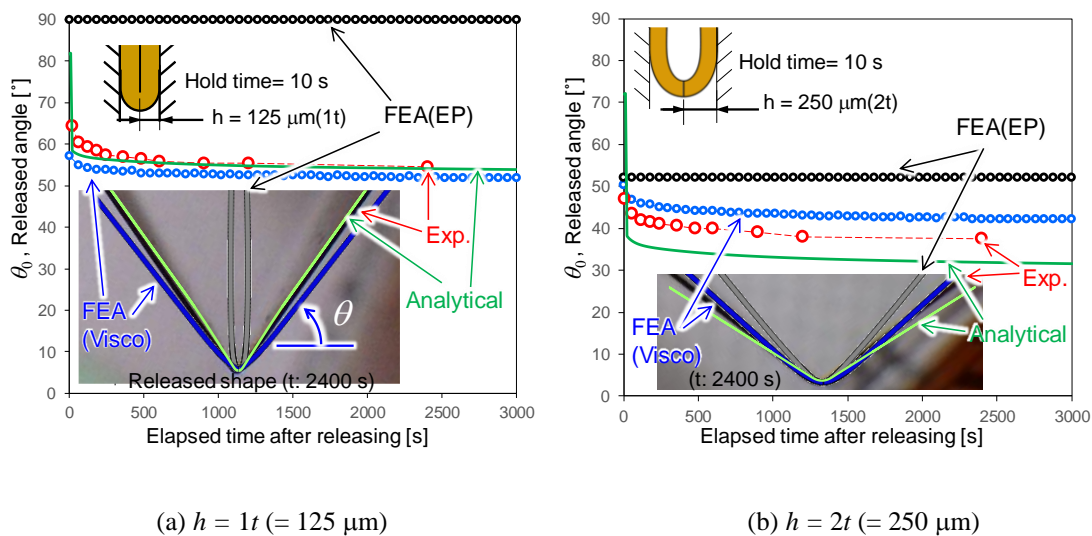 θ₀, Released angle [°]
90
80
70
60
50
40
30
20
10
0
Hold time= 10 s
h = 125 μm(1t)
FEA(EP)
Exp.
Analytical
FEA
(Visco)
θ
Released shape (t: 2400 s)
0 500 1000 1500 2000 2500 3000
Elapsed time after releasing [s]
(a) h = 1t (= 125 μm)
θ₀, Released angle [°]
90
80
70
60
50
40
30
20
10
0
Hold time= 10 s
h = 250 μm(2t)
FEA(EP)
Exp.
Analytical
FEA
(Visco)
(t: 2400 s)
0 500 1000 1500 2000 2500 3000
Elapsed time after releasing [s]
(b) h = 2t (= 250 μm)